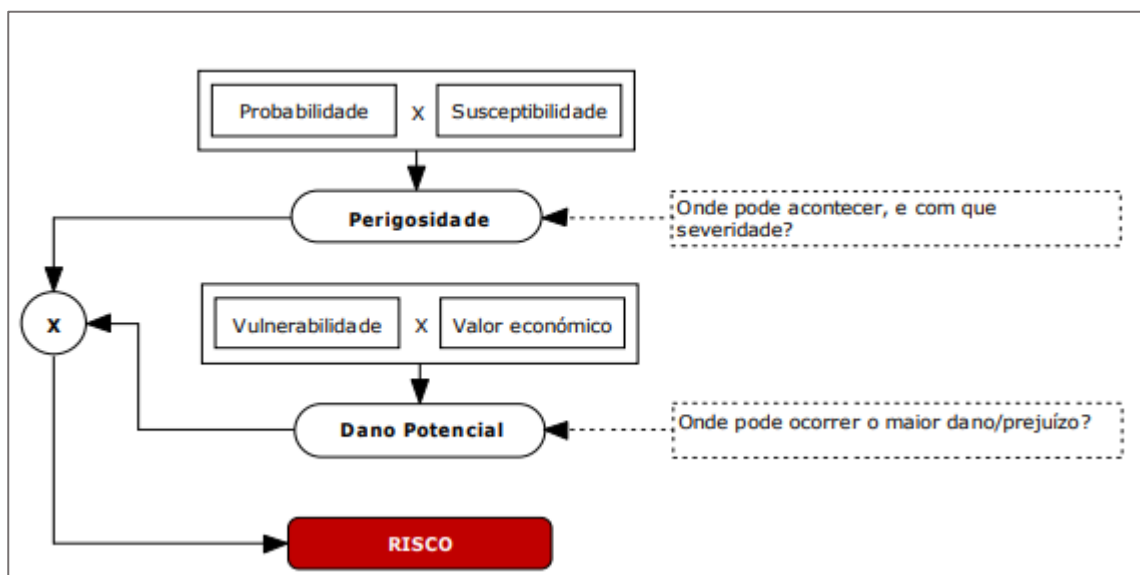 Probabilidade x Susceptibilidade
Perigosidade
Onde pode acontecer, e com que
severidade?
x
Vulnerabilidade x Valor económico
Dano Potencial
Onde pode ocorrer o maior dano/prejuízo?
RISCO